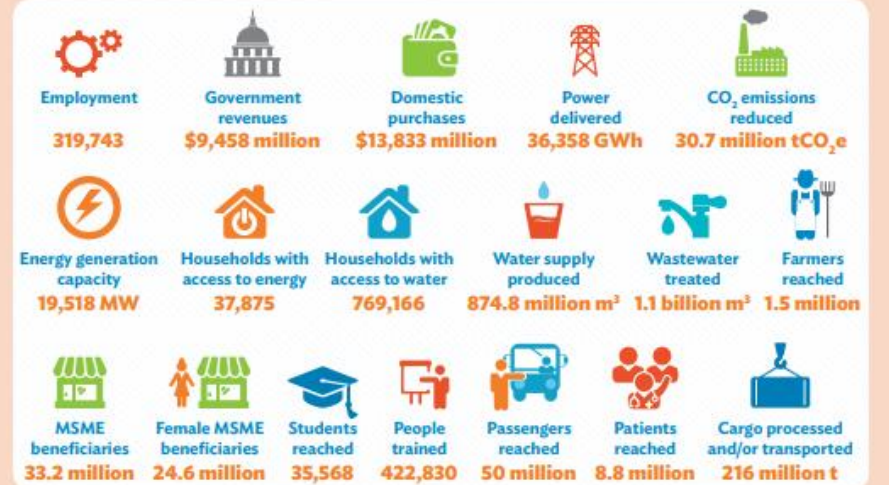 Employment
319,743
Government
revenues
$9,458 million
Domestic
purchases
$13,833 million
Power
delivered
36,358 GWh
CO₂ emissions
reduced
30.7 million tCO₂e
Energy generation
capacity
19,518 MW
Households with
access to energy
37,875
Households with
access to water
769,166
Water supply
produced
874.8 million m³
Wastewater
treated
1.1 billion m³
Farmers
reached
1.5 million
MSME
beneficiaries
33.2 million
Female MSME
beneficiaries
24.6 million
Students
reached
35,568
People
trained
422,830
Passengers
reached
50 million
Patients
reached
8.8 million
Cargo processed
and/or transported
216 million t